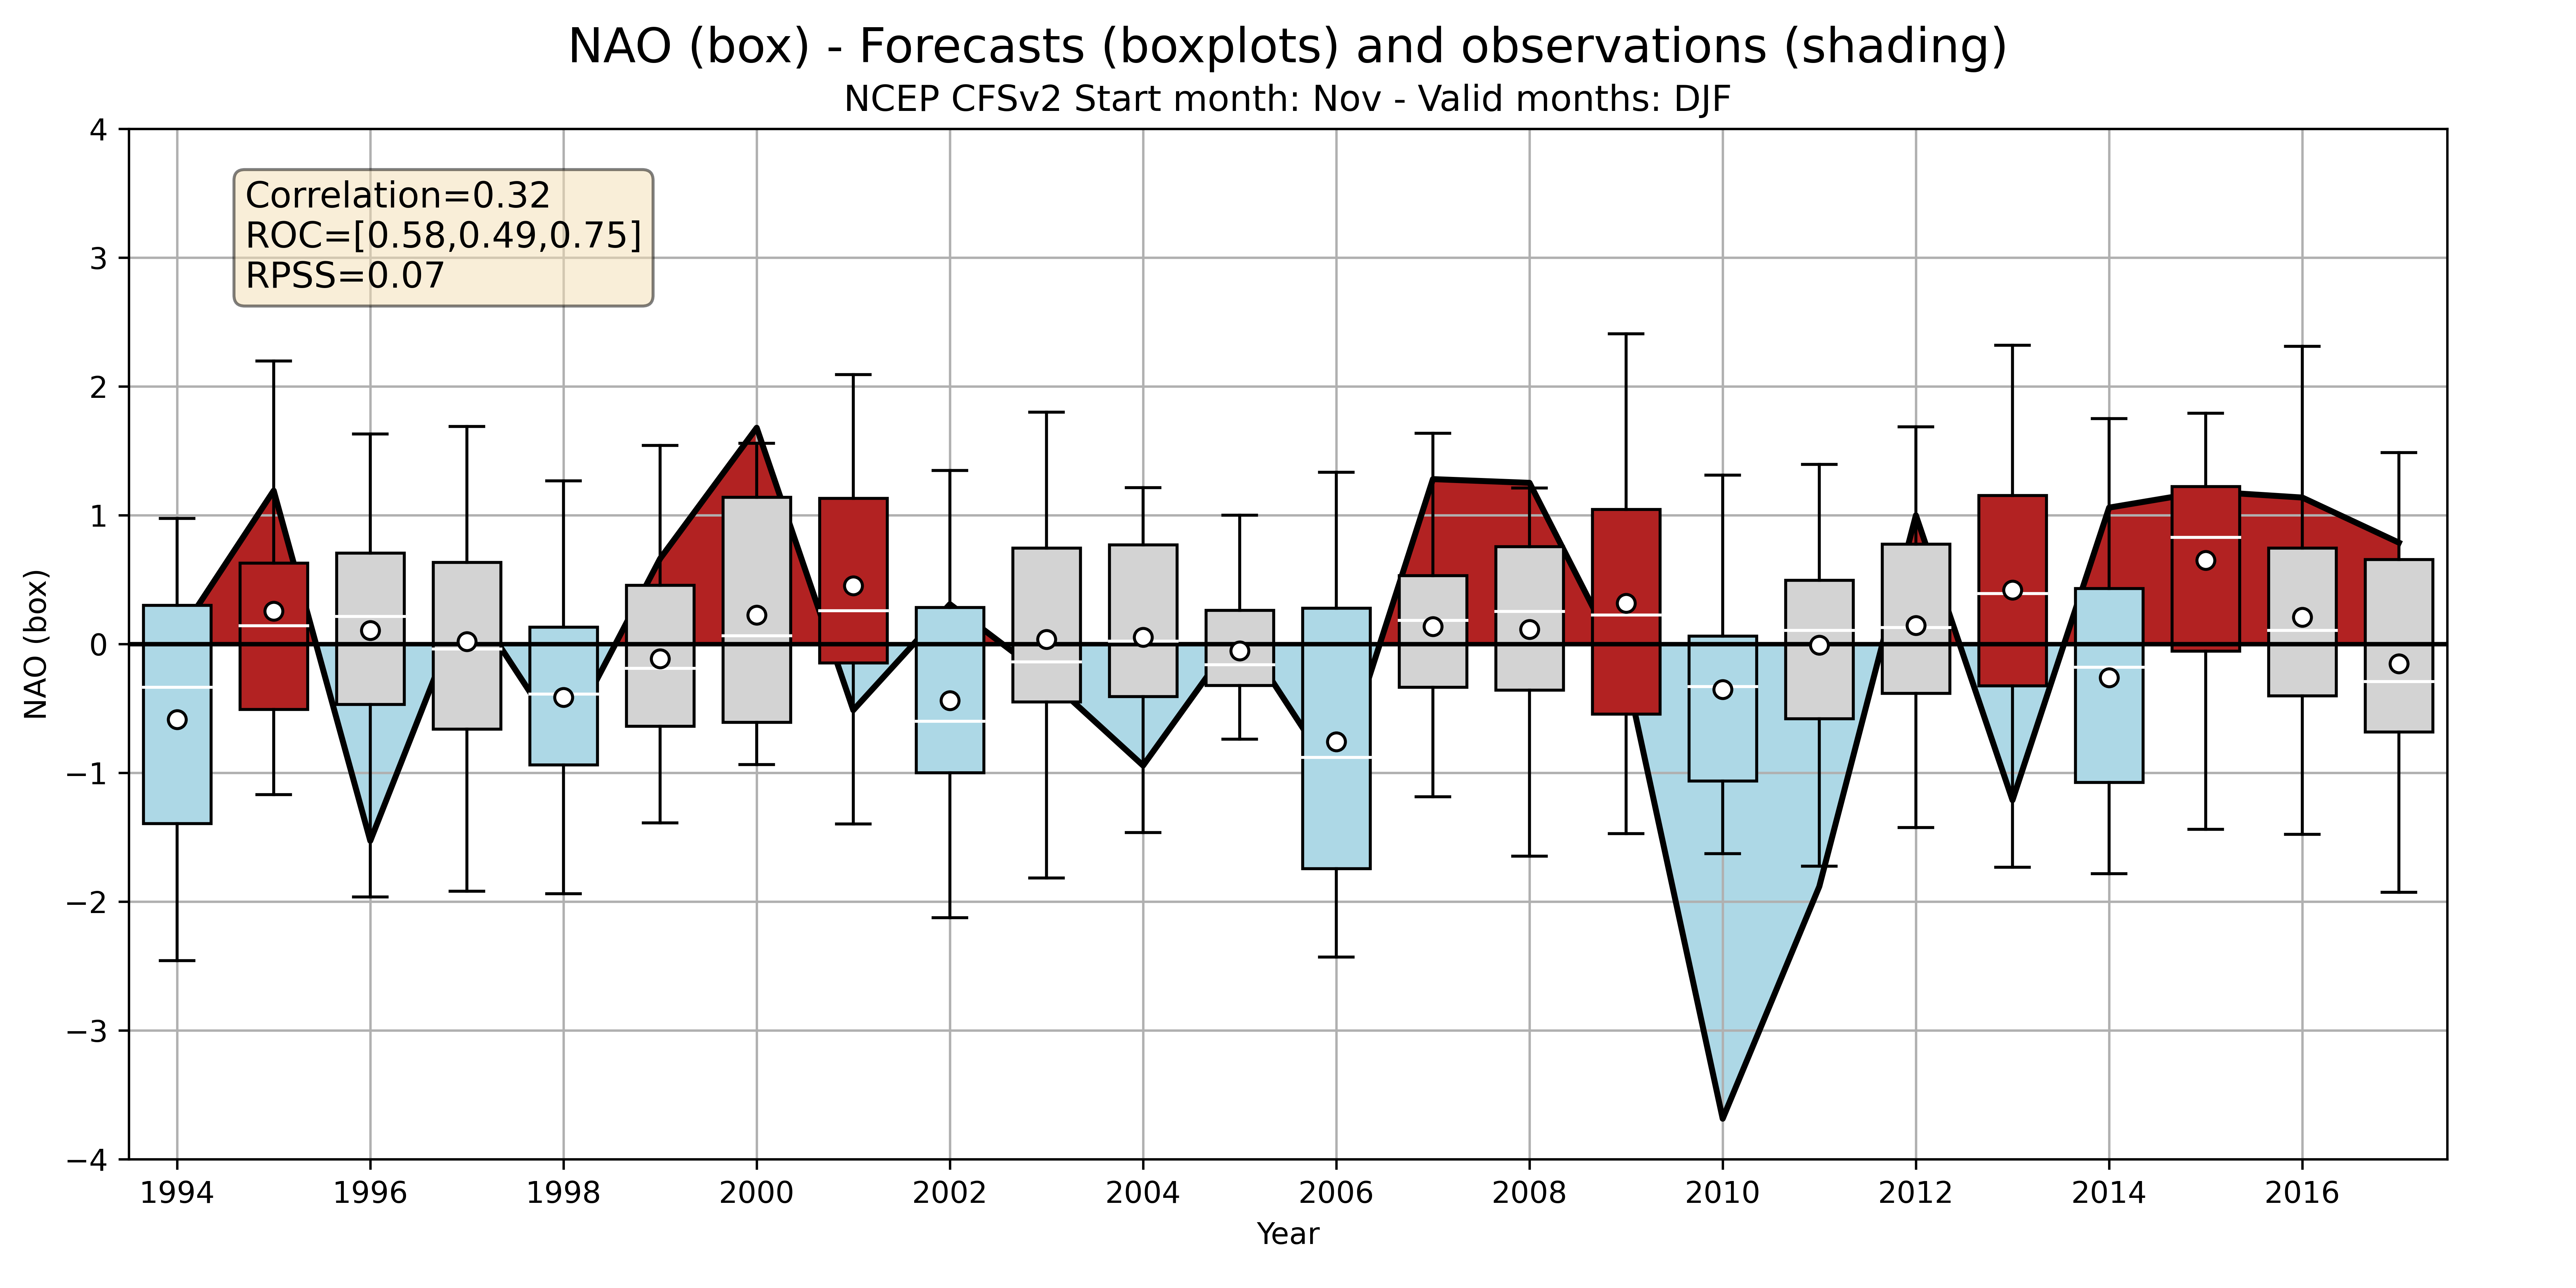 NAO (box) - Forecasts (boxplots) and observations (shading)
NCEP CFSv2 Start month: Nov - Valid months: DJF
Correlation=0.32
ROC=[0.58,0.49,0.75]
RPSS=0.07
NAO (box)
4
3
2
1
0
−1
−2
−3
−4
1994 1996 1998 2000 2002 2004 2006 2008 2010 2012 2014 2016
Year